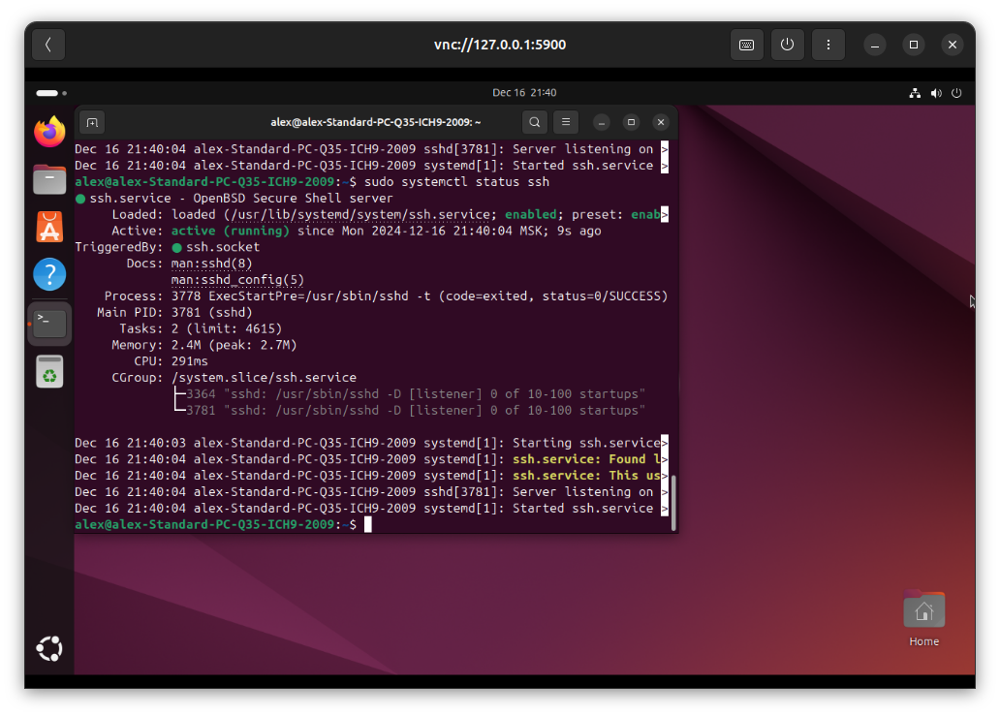 vnc://127.0.0.1:5900
Dec 16 21:40
alex@alex-Standard-PC-Q35-ICH9-2009: ~
Dec 16 21:40:04 alex-Standard-PC-Q35-ICH9-2009 sshd[3781]: Server listening on >
Dec 16 21:40:04 alex-Standard-PC-Q35-ICH9-2009 systemd[1]: Started ssh.service >
alex@alex-Standard-PC-Q35-ICH9-2009:~$ sudo systemctl status ssh
● ssh.service - OpenBSD Secure Shell server
Loaded: loaded (/usr/lib/systemd/system/ssh.service; enabled; preset: enab>
Active: active (running) since Mon 2024-12-16 21:40:04 MSK; 9s ago
TriggeredBy: ● ssh.socket
Docs: man:sshd(8)
man:sshd_config(5)
Process: 3778 ExecStartPre=/usr/sbin/sshd -t (code=exited, status=0/SUCCESS)
Main PID: 3781 (sshd)
Tasks: 2 (limit: 4615)
Memory: 2.4M (peak: 2.7M)
CPU: 291ms
CGroup: /system.slice/ssh.service
├─3364 "sshd: /usr/sbin/sshd -D [listener] 0 of 10-100 startups"
└─3781 "sshd: /usr/sbin/sshd -D [listener] 0 of 10-100 startups"
Dec 16 21:40:03 alex-Standard-PC-Q35-ICH9-2009 systemd[1]: Starting ssh.service>
Dec 16 21:40:04 alex-Standard-PC-Q35-ICH9-2009 systemd[1]: ssh.service: Found l>
Dec 16 21:40:04 alex-Standard-PC-Q35-ICH9-2009 systemd[1]: ssh.service: This us>
Dec 16 21:40:04 alex-Standard-PC-Q35-ICH9-2009 sshd[3781]: Server listening on >
Dec 16 21:40:04 alex-Standard-PC-Q35-ICH9-2009 systemd[1]: Started ssh.service >
alex@alex-Standard-PC-Q35-ICH9-2009:~$
Home